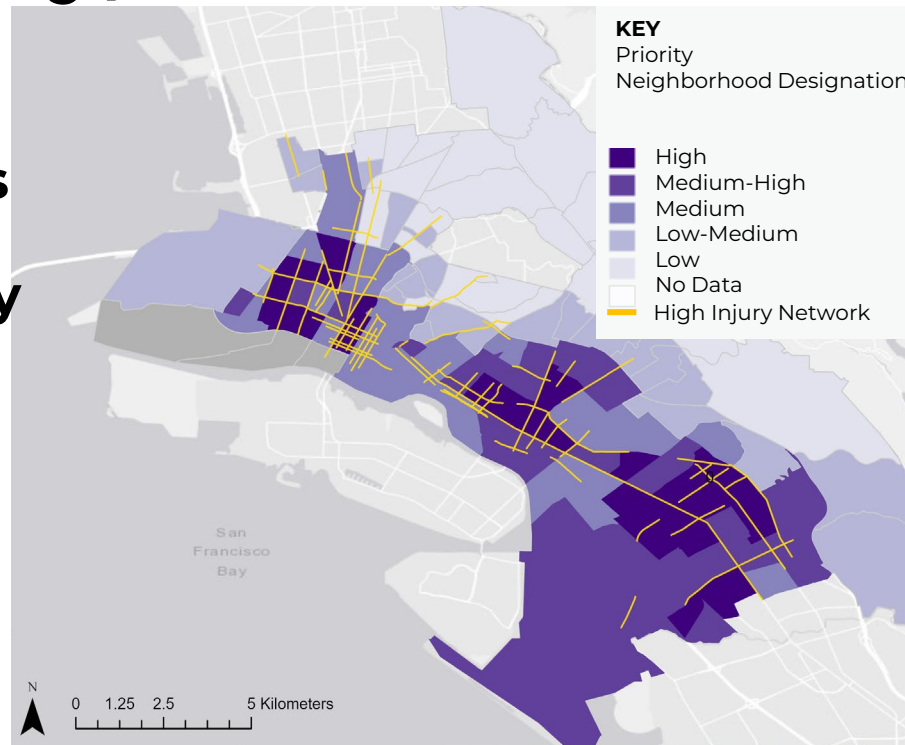 s
y
KEY
Priority
Neighborhood Designation
High
Medium-High
Medium
Low-Medium
Low
No Data
High Injury Network
San
Francisco
Bay
N
0 1.25 2.5 5 Kilometers